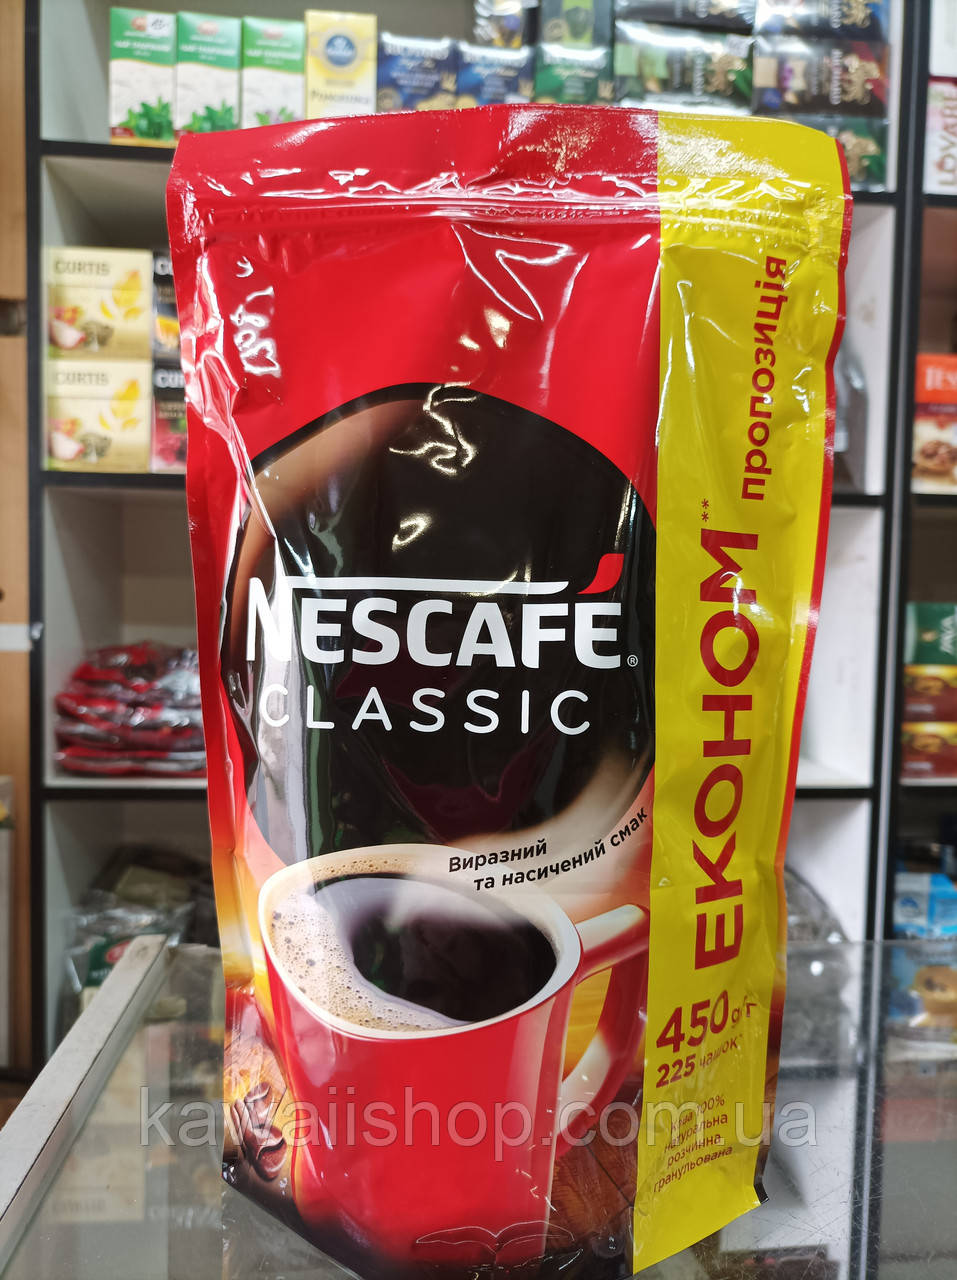 CURTIS
CURTIS
NESCAFÉ®
CLASSIC
Виразний
та насичений смак
ЕКОНОМ**
пропозиція
450
225 чашок
Кава 100%
натуральна
розчинна
гранульована
kawaiishop.com.ua